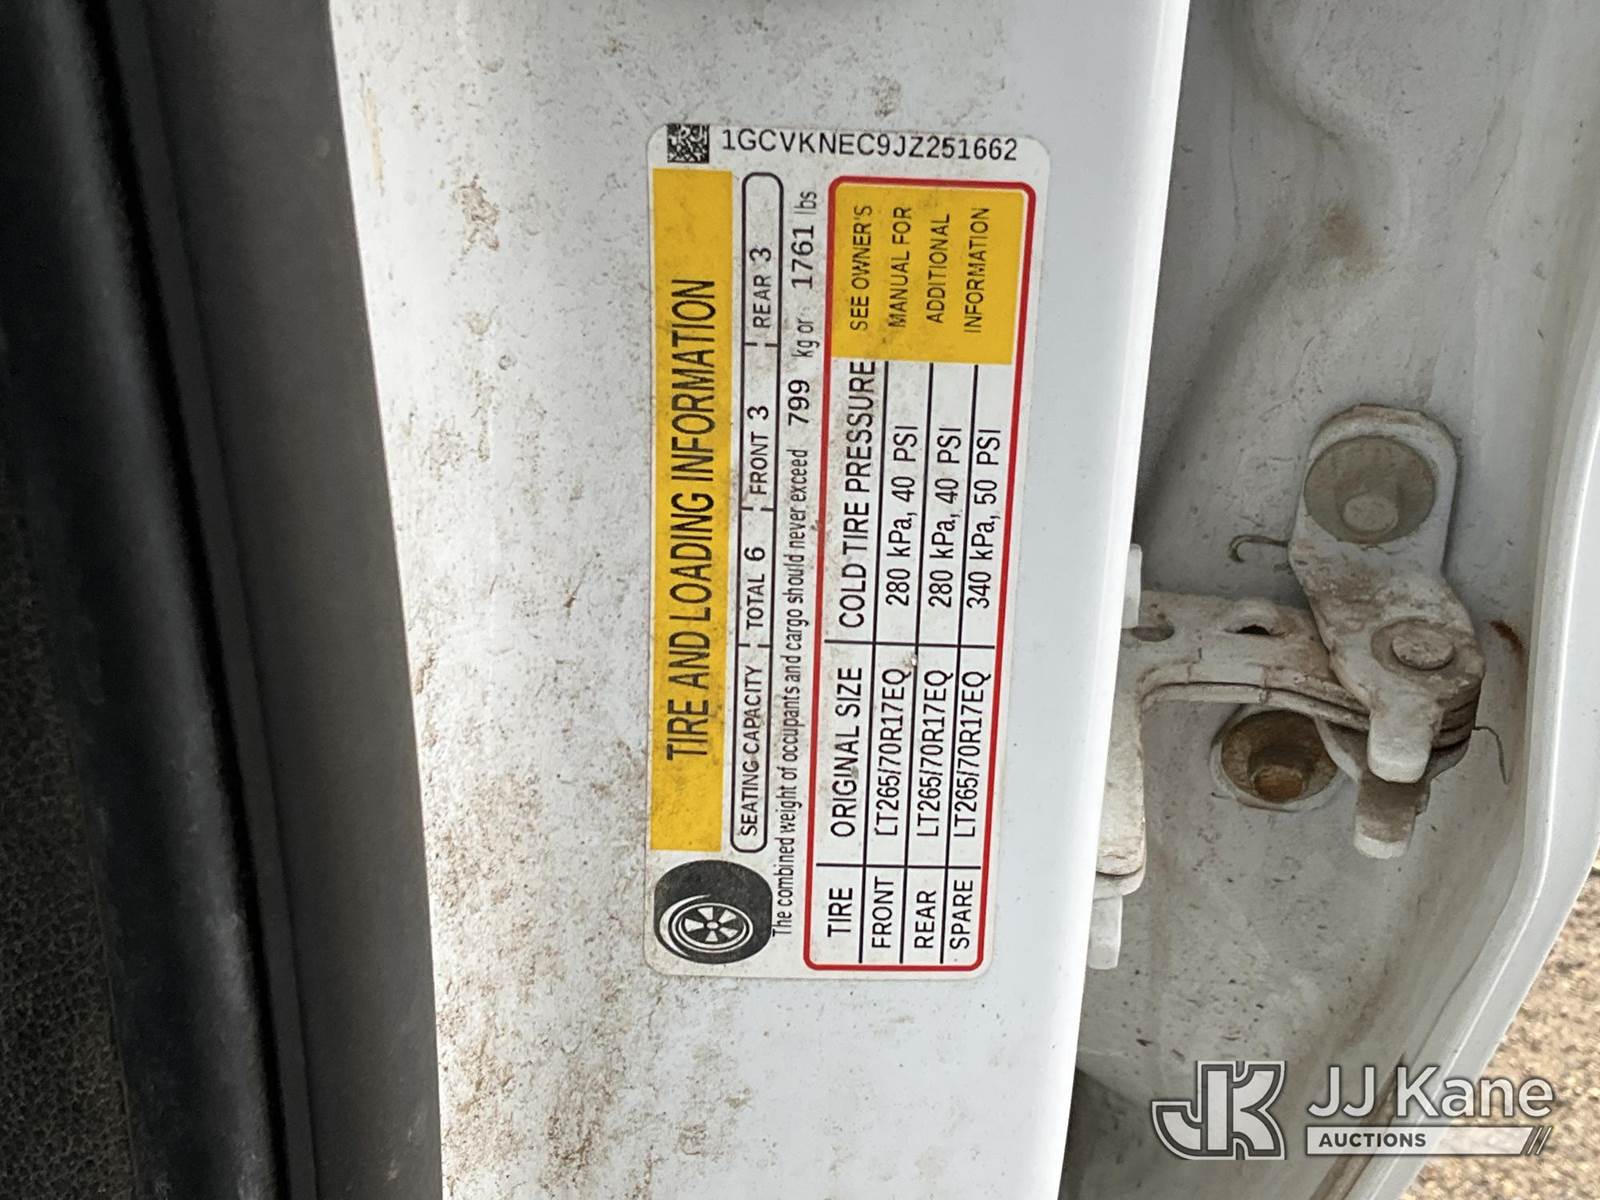 1GCVKNEC9JZ251662
TIRE AND LOADING INFORMATION
SEATING CAPACITY TOTAL 6 FRONT 3 REAR 3
The combined weight of occupants and cargo should never exceed 799 kg or 1761 lbs
TIRE ORIGINAL SIZE COLD TIRE PRESSURE
FRONT LT265/70R17EQ 280 kPa, 40 PSI
REAR LT265/70R17EQ 280 kPa, 40 PSI
SPARE LT265/70R17EQ 340 kPa, 50 PSI
SEE OWNER'S
MANUAL FOR
ADDITIONAL
INFORMATION
JK JJ Kane
AUCTIONS